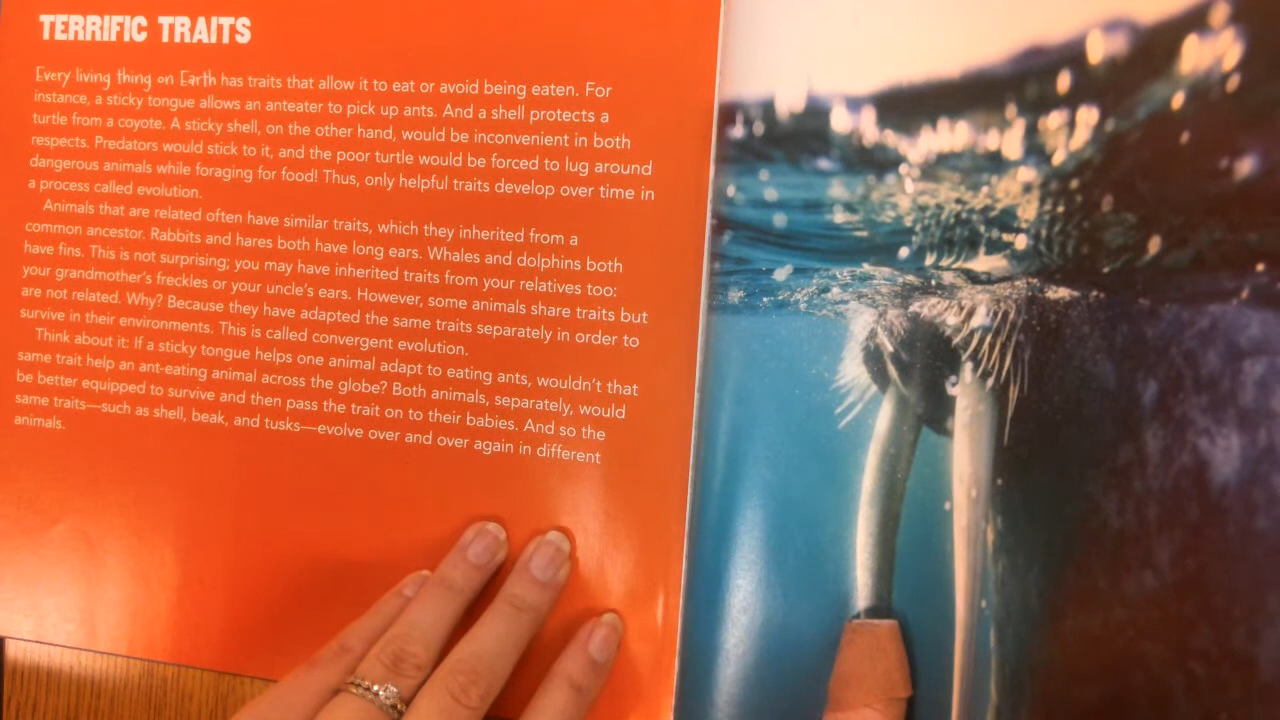 TERRIFIC TRAITS
Every living thing on Earth has traits that allow it to eat or avoid being eaten. For
instance, a sticky tongue allows an anteater to pick up ants. And a shell protects a
turtle from a coyote. A sticky shell, on the other hand, would be inconvenient in both
respects. Predators would stick to it, and the poor turtle would be forced to lug around
dangerous animals while foraging for food! Thus, only helpful traits develop over time in
a process called evolution.
Animals that are related often have similar traits, which they inherited from a
common ancestor. Rabbits and hares both have long ears. Whales and dolphins both
have fins. This is not surprising; you may have inherited traits from your relatives too:
your grandmother's freckles or your uncle's ears. However, some animals share traits but
are not related. Why? Because they have adapted the same traits separately in order to
survive in their environments. This is called convergent evolution.
Think about it: If a sticky tongue helps one animal adapt to eating ants, wouldn't that
same trait help an ant-eating animal across the globe? Both animals, separately, would
be better equipped to survive and then pass the trait on to their babies. And so the
same traits—such as shell, beak, and tusks—evolve over and over again in different
animals.